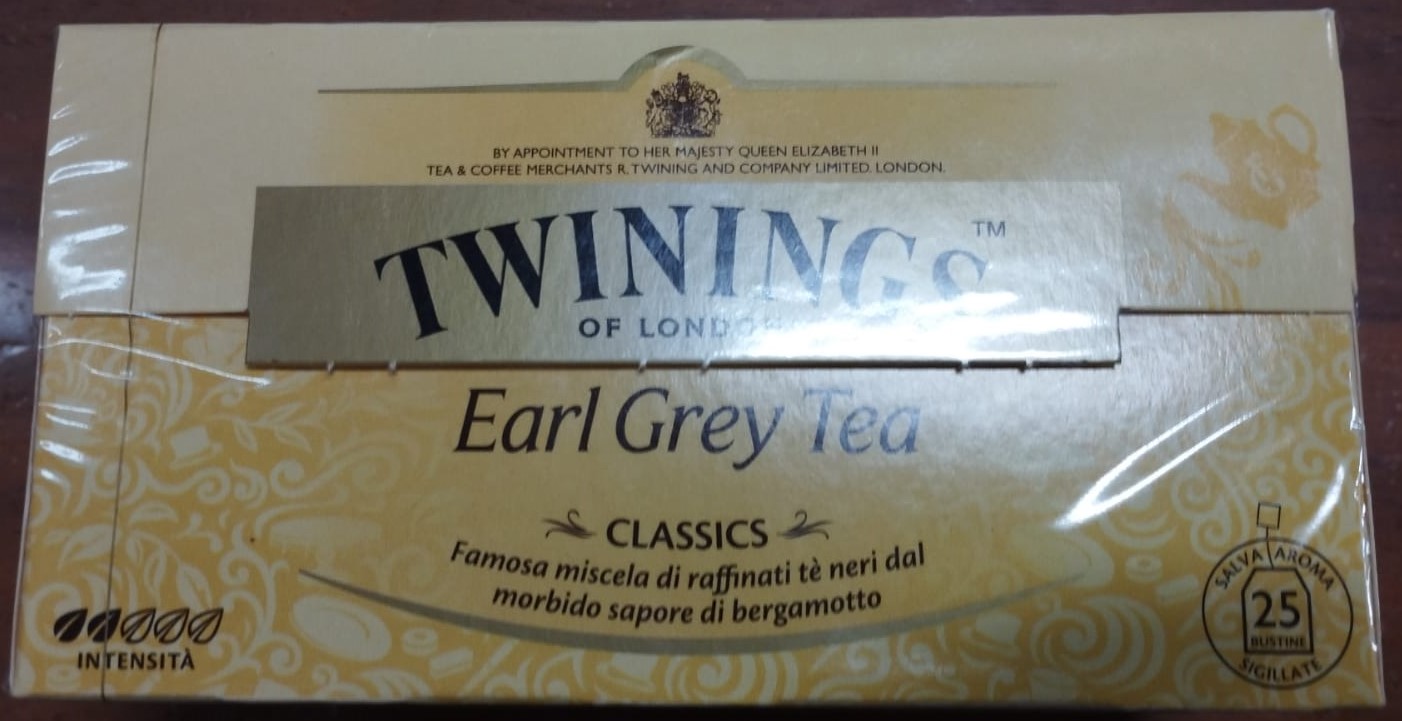 BY APPOINTMENT TO HER MAJESTY QUEEN ELIZABETH II
TEA & COFFEE MERCHANTS R. TWINING AND COMPANY LIMITED. LONDON.
TWININGS™
OF LONDON
Earl Grey Tea
CLASSICS
Famosa miscela di raffinati tè neri dal
morbido sapore di bergamotto
INTENSITÀ
SALVA AROMA
25
BUSTINE
SIGILLATE